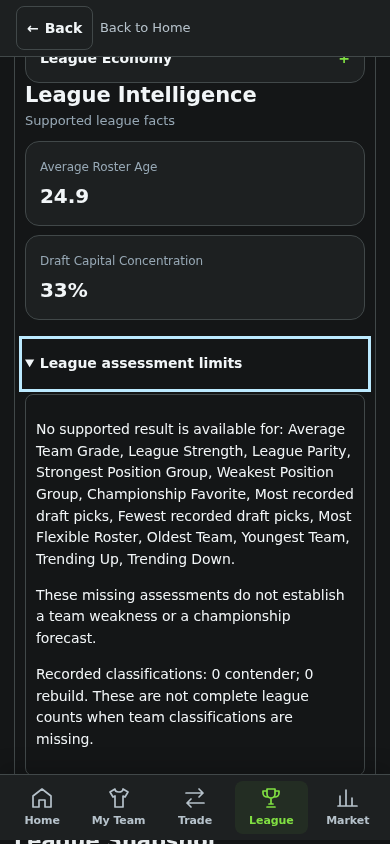 ← Back
Back to Home
League Economy
+
League Intelligence
Supported league facts
Average Roster Age
24.9
Draft Capital Concentration
33%
▼ League assessment limits
No supported result is available for: Average
Team Grade, League Strength, League Parity,
Strongest Position Group, Weakest Position
Group, Championship Favorite, Most recorded
draft picks, Fewest recorded draft picks, Most
Flexible Roster, Oldest Team, Youngest Team,
Trending Up, Trending Down.
These missing assessments do not establish
a team weakness or a championship
forecast.
Recorded classifications: 0 contender; 0
rebuild. These are not complete league
counts when team classifications are
missing.
Home
My Team
Trade
League
Market
League Snapshot